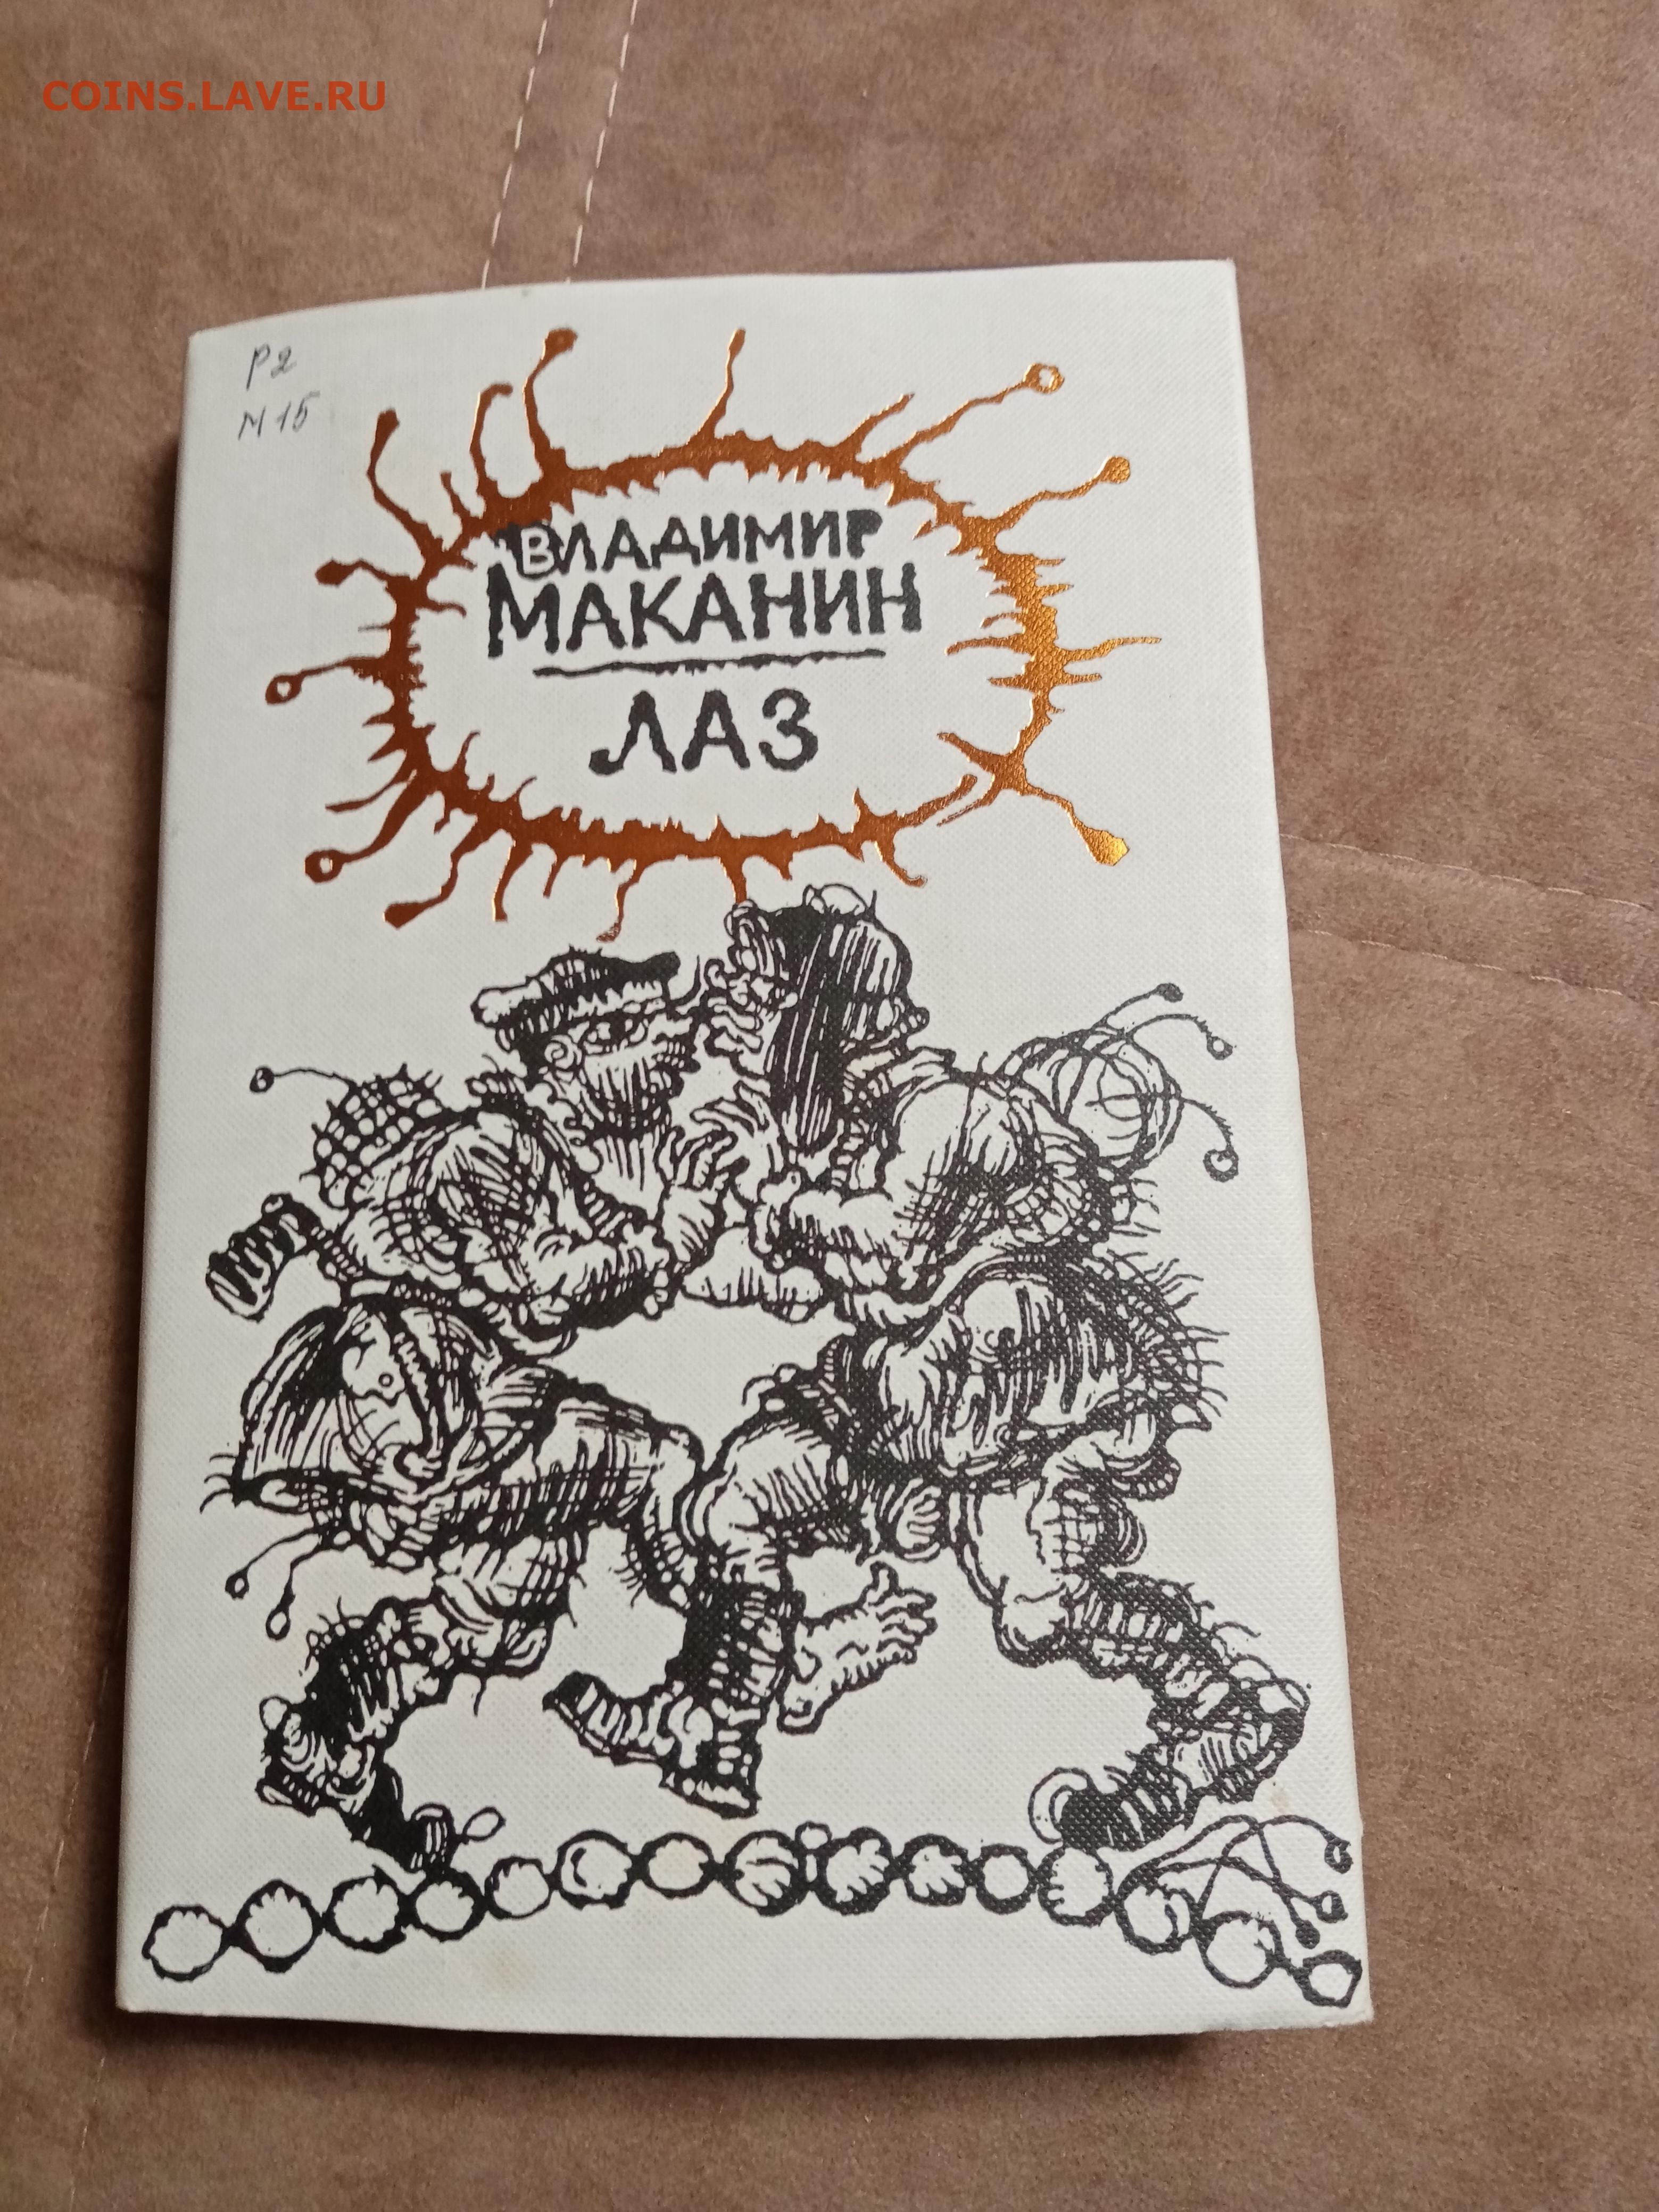 COINS.LAVE.RU
Р2
М15
ВЛАДИМИР
МАКАНИН
ЛАЗ